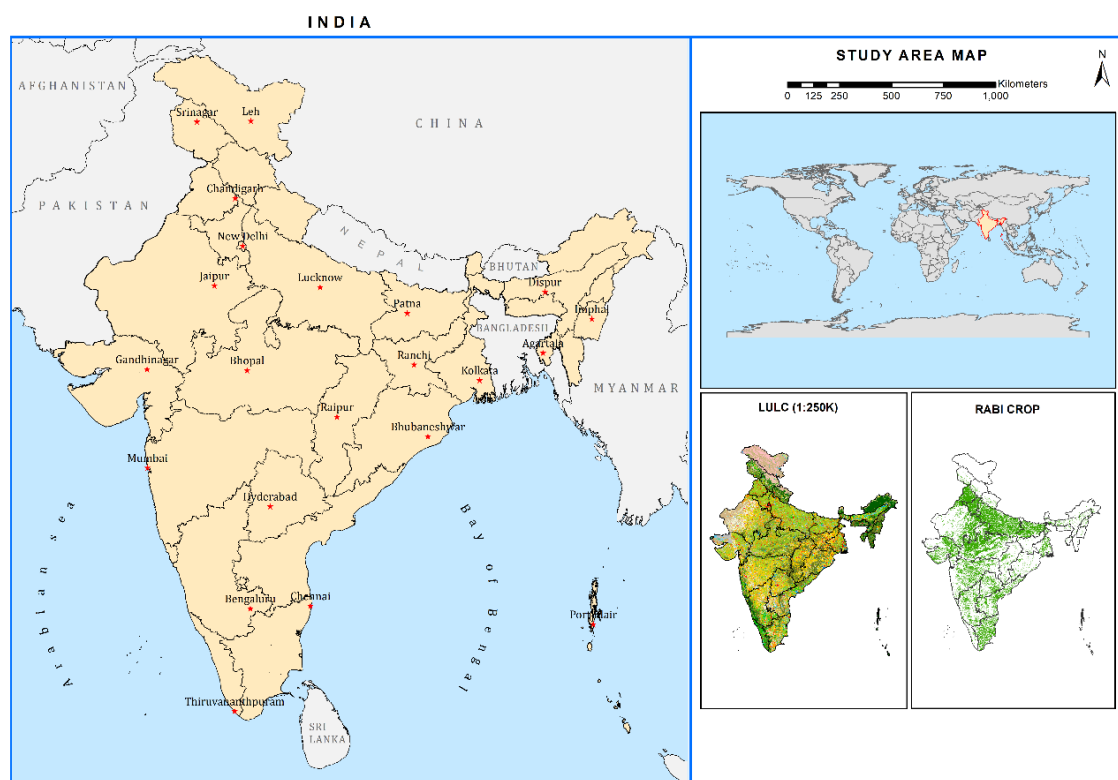 INDIA
AFGHANISTAN
Srinagar
Leh
CHINA
Chandigarh
PAKISTAN
New Delhi
NEPAL
Jaipur
Lucknow
BHUTAN
Dispur
Patna
Imphal
BANGLADESH
Agartala
Gandhinagar
Bhopal
Ranchi
Kolkata
MYANMAR
Raipur
Bhubaneshwar
Mumbai
Hyderabad
Arabian sea
Bay of Bengal
Bengaluru
Chennai
Port Blair
Thiruvananthpuram
SRI
LANKA
STUDY AREA MAP
N
Kilometers
0 125 250 500 750 1,000
LULC (1:250K)
RABI CROP